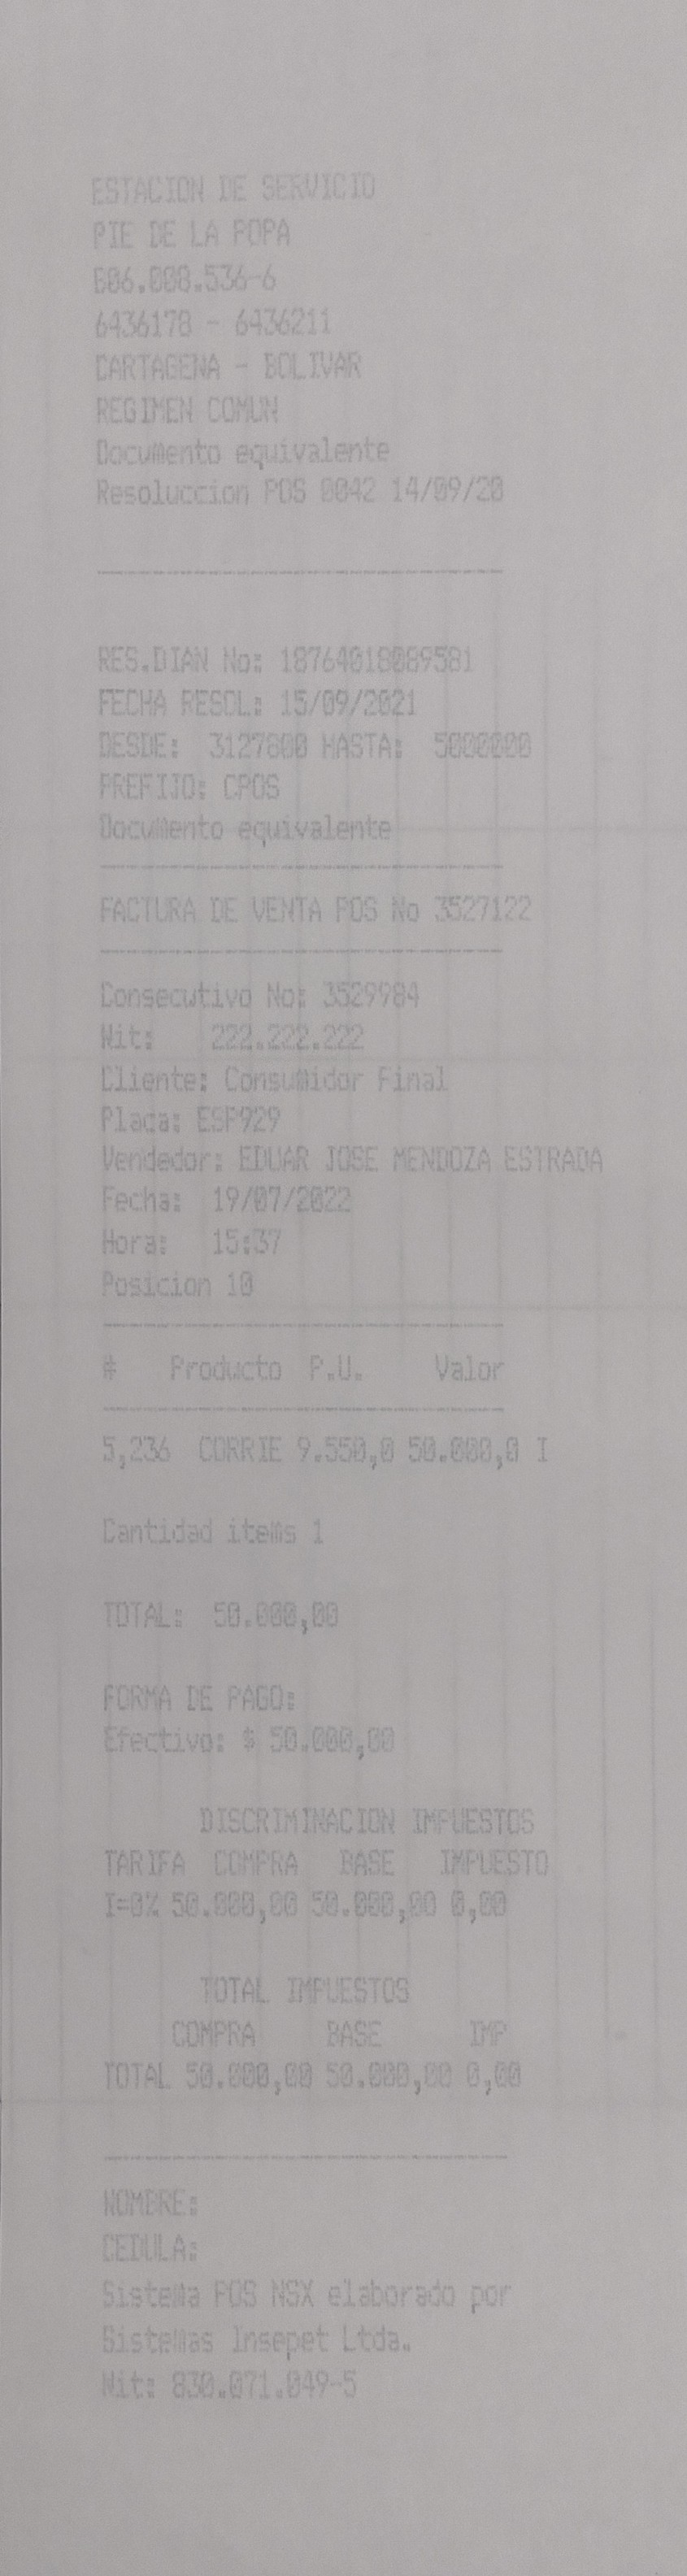 ESTACION DE SERVICIO
PIE DE LA POPA
606.008.536-6
6436178 - 6436211
CARTAGENA - BOLIVAR
REGIMEN COMUN
Documento equivalente
Resoluccion POS 0042 14/09/20
RES.DIAN No: 18764018089581
FECHA RESOL: 15/09/2021
DESDE: 3127800 HASTA: 5000000
PREFIJO: CPOS
Documento equivalente
FACTURA DE VENTA POS No 3527122
Consecutivo No: 3529984
Nit: 222.222.222
Cliente: Consumidor Final
Placa: ESF929
Vendedor: EDUAR JOSE MENDOZA ESTRADA
Fecha: 19/07/2022
Hora: 15:37
Posicion 10
# Producto P.U. Valor
5,236 CORRIE 9.550,0 50.000,0 I
Cantidad items 1
TOTAL: 50.000,00
FORMA DE PAGO:
Efectivo: $ 50.000,00
DISCRIMINACION IMPUESTOS
TARIFA COMPRA BASE IMPUESTO
I=0% 50.000,00 50.000,00 0,00
TOTAL IMPUESTOS
COMPRA BASE IMP
TOTAL 50.000,00 50.000,00 0,00
NOMBRE:
CEDULA:
Sistema POS NSX elaborado por
Sistemas Insepet Ltda.
Nit: 830.071.049-5